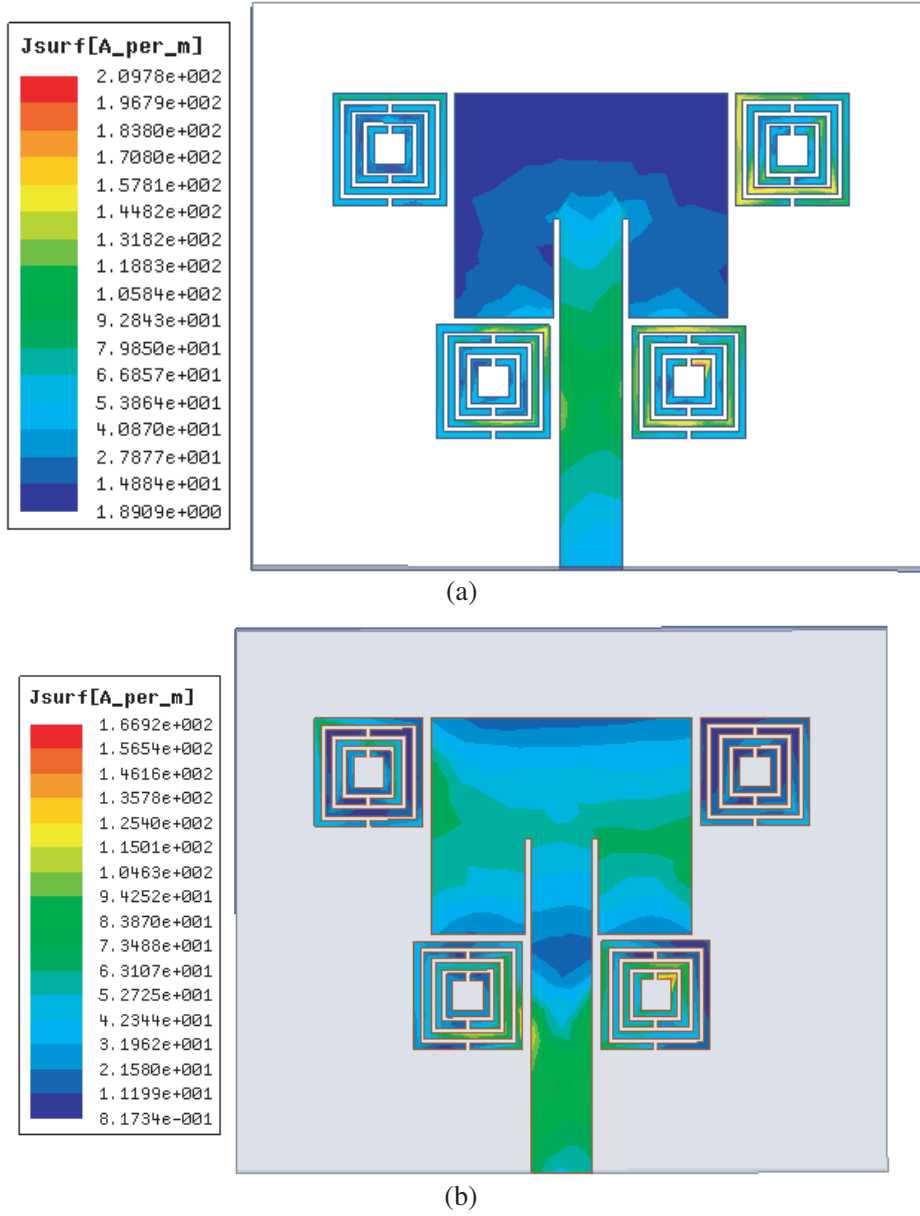 Jsurf[A_per_m]
2.0978e+002
1.9679e+002
1.8380e+002
1.7080e+002
1.5781e+002
1.4482e+002
1.3182e+002
1.1883e+002
1.0584e+002
9.2843e+001
7.9850e+001
6.6857e+001
5.3864e+001
4.0870e+001
2.7877e+001
1.4884e+001
1.8909e+000
(a)
Jsurf[A_per_m]
1.6692e+002
1.5654e+002
1.4616e+002
1.3578e+002
1.2540e+002
1.1501e+002
1.0463e+002
9.4252e+001
8.3870e+001
7.3488e+001
6.3107e+001
5.2725e+001
4.2344e+001
3.1962e+001
2.1580e+001
1.1199e+001
8.1734e-001
(b)